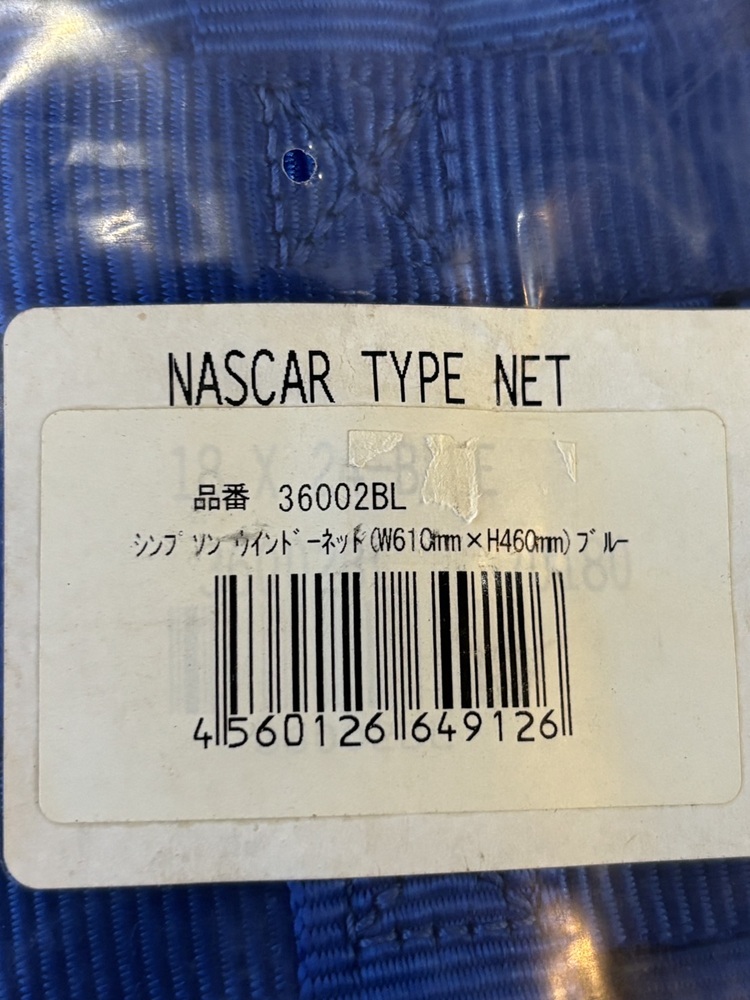 NASCAR TYPE NET
品番 36002BL
ｼﾝﾌﾟｿﾝ ｳｲﾝﾄﾞｰﾈｯﾄ(W610mm×H460mm)ﾌﾞﾙｰ
4560126649126